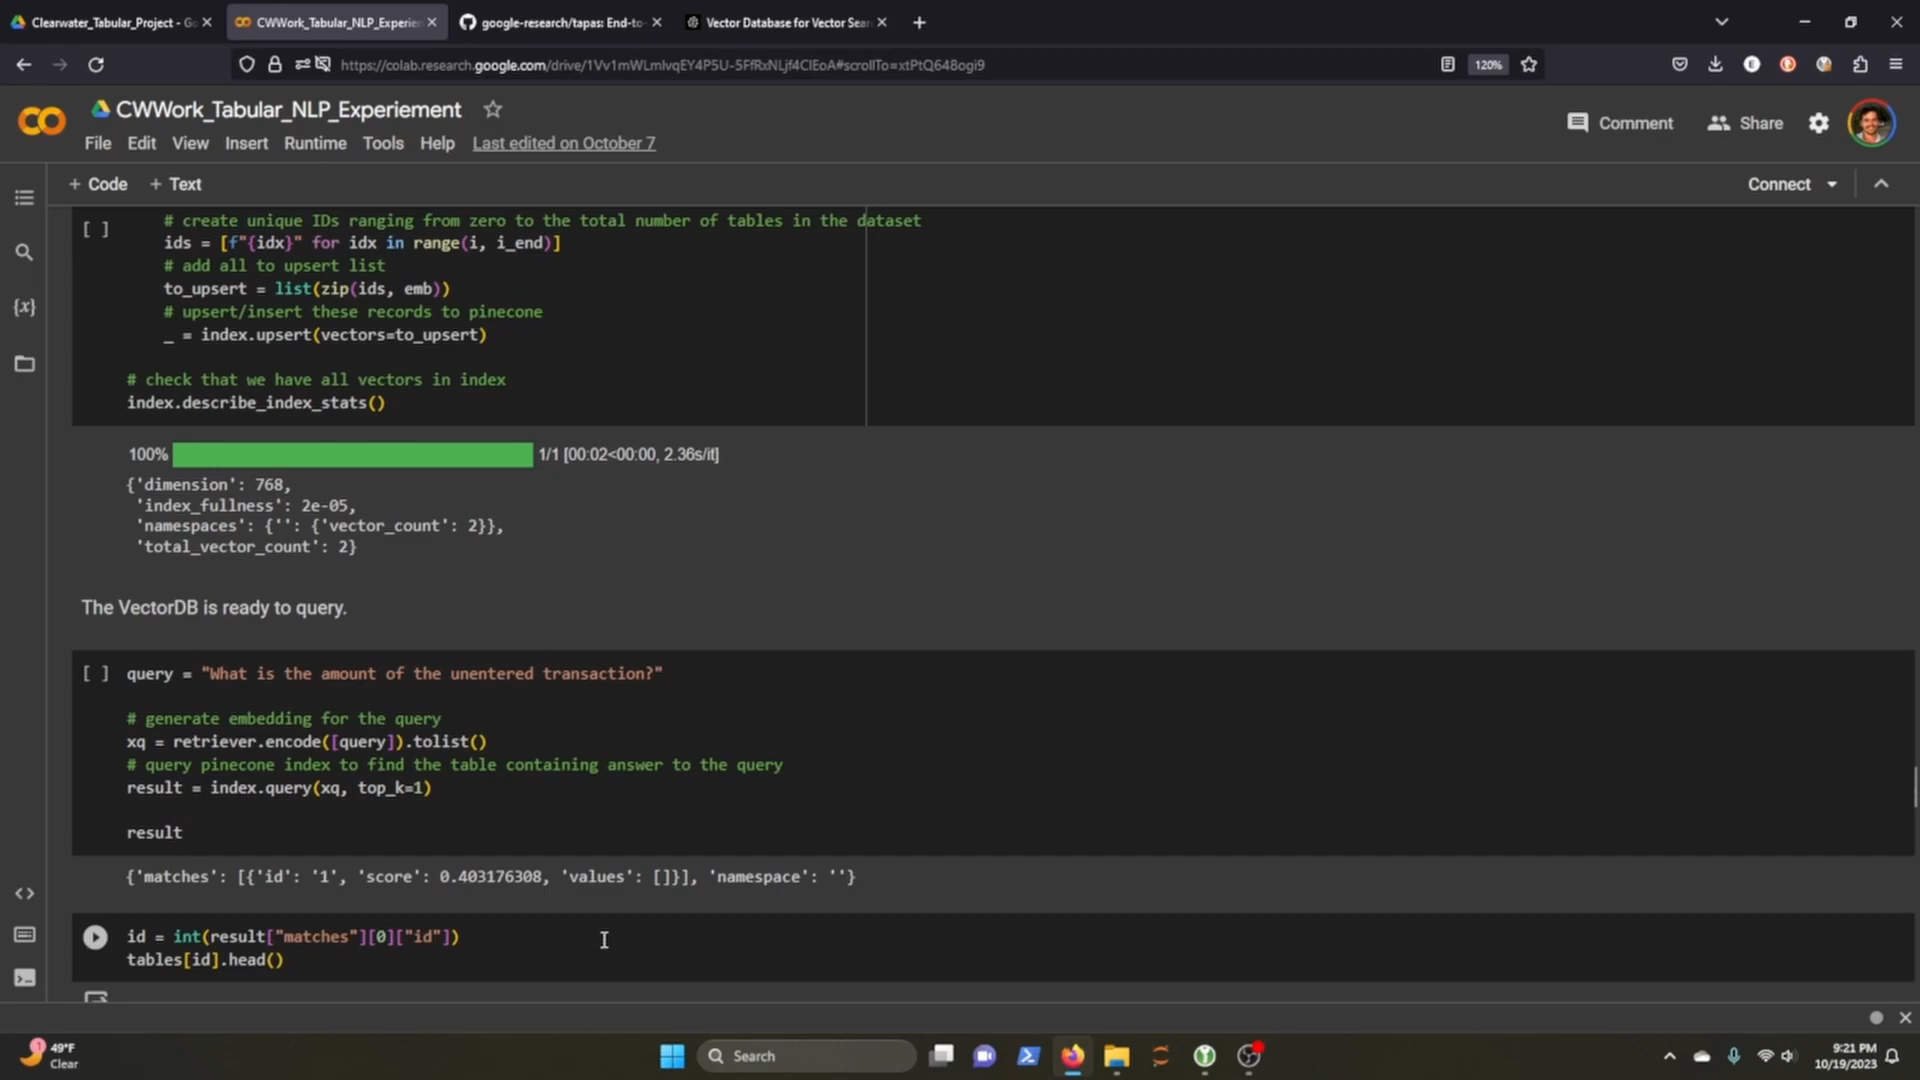 Clearwater_Tabular_Project - Go
CWWork_Tabular_NLP_Experieme
google-research/tapas: End-to-
Vector Database for Vector Sear
https://colab.research.google.com/drive/1Vv1mWLmlvqEY4P5U-5FfRxNLjf4CIEoA#scrollTo=xtPtQ648ogi9
120%
CO
CWWork_Tabular_NLP_Experiement
Comment
Share
File Edit View Insert Runtime Tools Help Last edited on October 7
+ Code + Text
Connect
[ ]
# create unique IDs ranging from zero to the total number of tables in the dataset
ids = [f"{idx}" for idx in range(i, i_end)]
# add all to upsert list
to_upsert = list(zip(ids, emb))
# upsert/insert these records to pinecone
_ = index.upsert(vectors=to_upsert)
# check that we have all vectors in index
index.describe_index_stats()
100% 1/1 [00:02<00:00, 2.36s/it]
{'dimension': 768,
'index_fullness': 2e-05,
'namespaces': {'': {'vector_count': 2}},
'total_vector_count': 2}
The VectorDB is ready to query.
[ ] query = "What is the amount of the unentered transaction?"
# generate embedding for the query
xq = retriever.encode([query]).tolist()
# query pinecone index to find the table containing answer to the query
result = index.query(xq, top_k=1)
result
{'matches': [{'id': '1', 'score': 0.403176308, 'values': []}], 'namespace': ''}
id = int(result["matches"][0]["id"])
tables[id].head()
{x}
1
49°F
Clear
Search
9:21 PM
10/19/2023